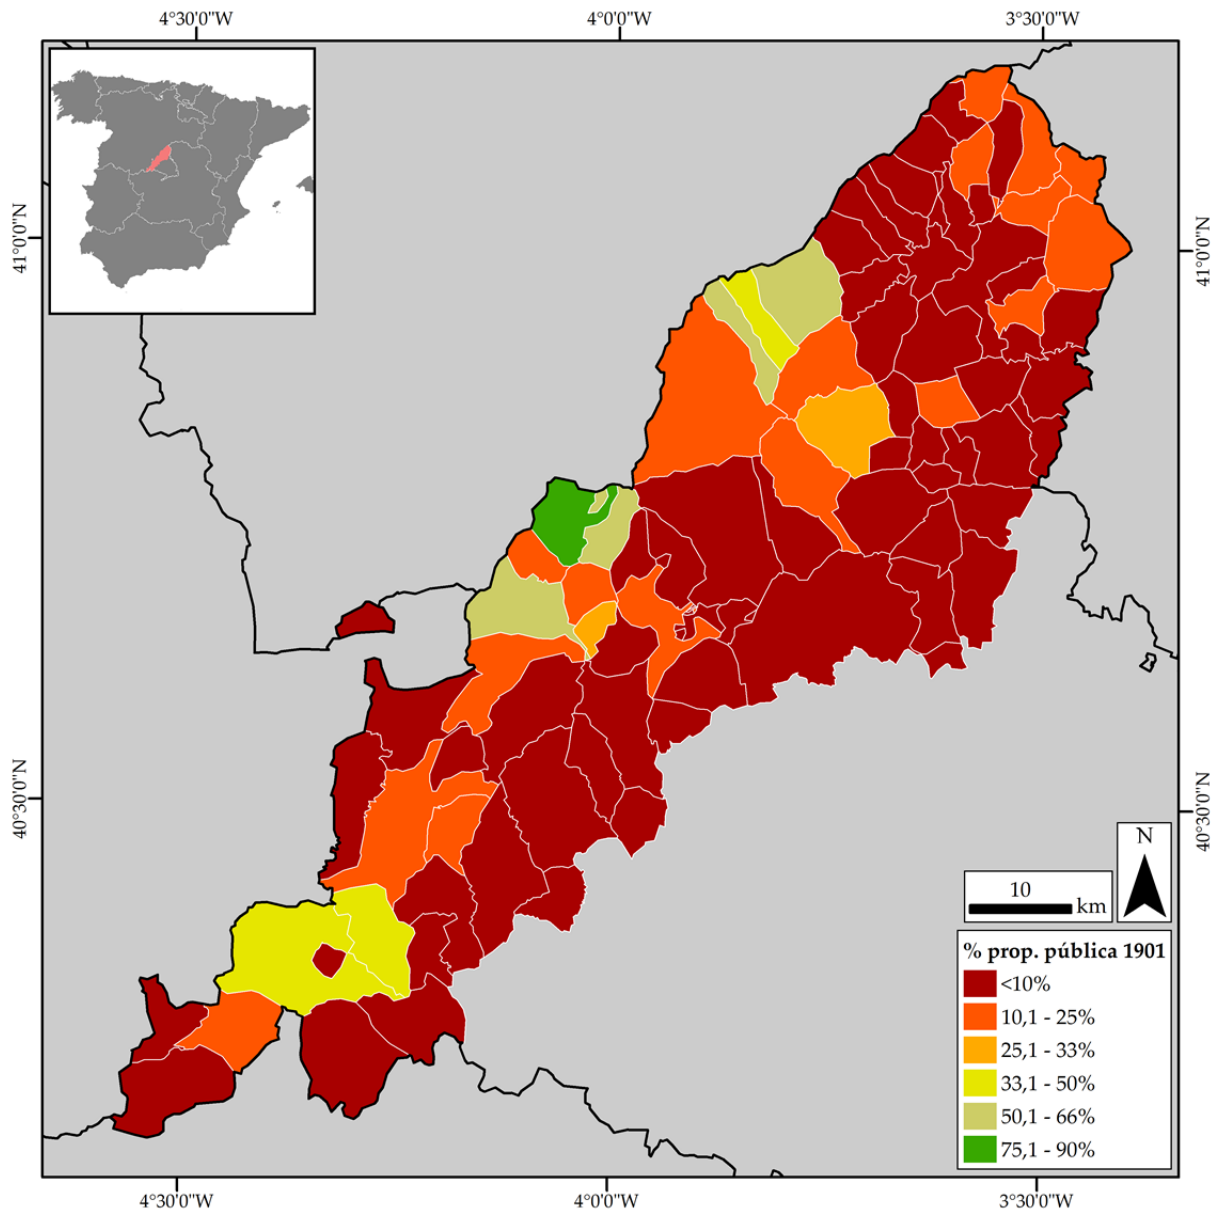 4°30'0"W 4°0'0"W 3°30'0"W
41°0'0"N
41°0'0"N
40°30'0"N
40°30'0"N
N
10
km
% prop. pública 1901
<10%
10,1 - 25%
25,1 - 33%
33,1 - 50%
50,1 - 66%
75,1 - 90%
4°30'0"W 4°0'0"W 3°30'0"W